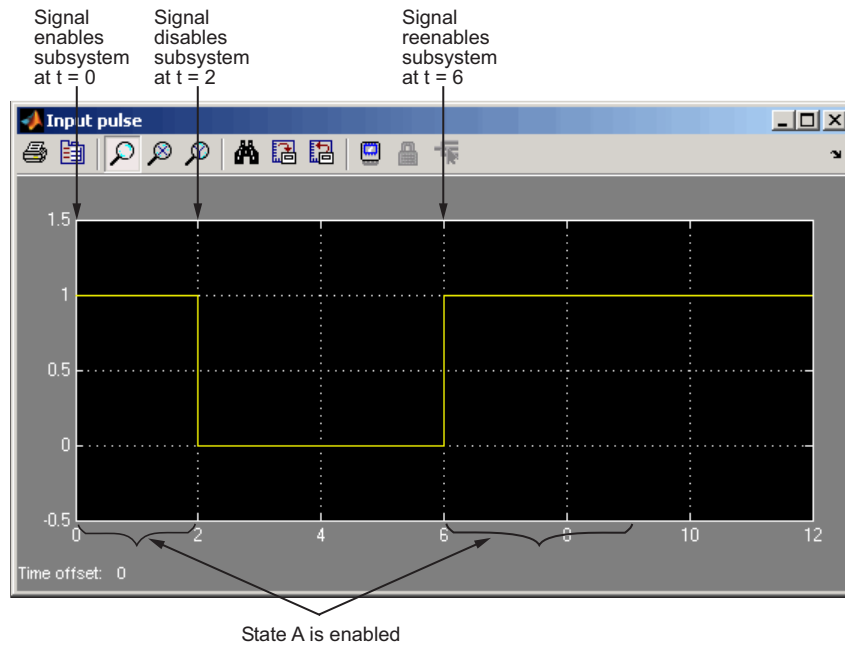 Signal
enables
subsystem
at t = 0
Signal
disables
subsystem
at t = 2
Signal
reenables
subsystem
at t = 6
Input pulse
1.5
1
0.5
0
-0.5
0
2
4
6
8
10
12
Time offset: 0
State A is enabled